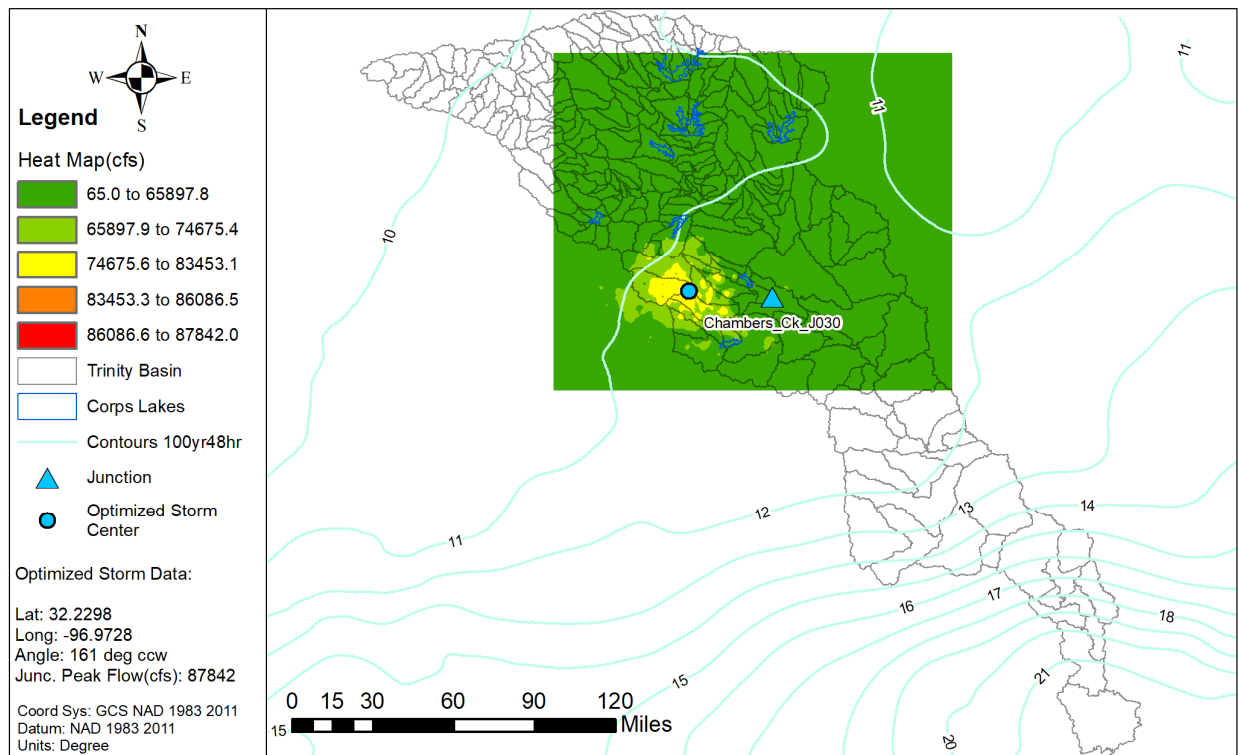 N
W E
S
Legend
Heat Map(cfs)
65.0 to 65897.8
65897.9 to 74675.4
74675.6 to 83453.1
83453.3 to 86086.5
86086.6 to 87842.0
Trinity Basin
Corps Lakes
Contours 100yr48hr
Junction
Optimized Storm
Center
Optimized Storm Data:
Lat: 32.2298
Long: -96.9728
Angle: 161 deg ccw
Junc. Peak Flow(cfs): 87842
Coord Sys: GCS NAD 1983 2011
Datum: NAD 1983 2011
Units: Degree
11
11
10
Chambers_Ck_J030
12
13
14
11
16
17
18
15
21
20
15
0 15 30 60 90 120
Miles